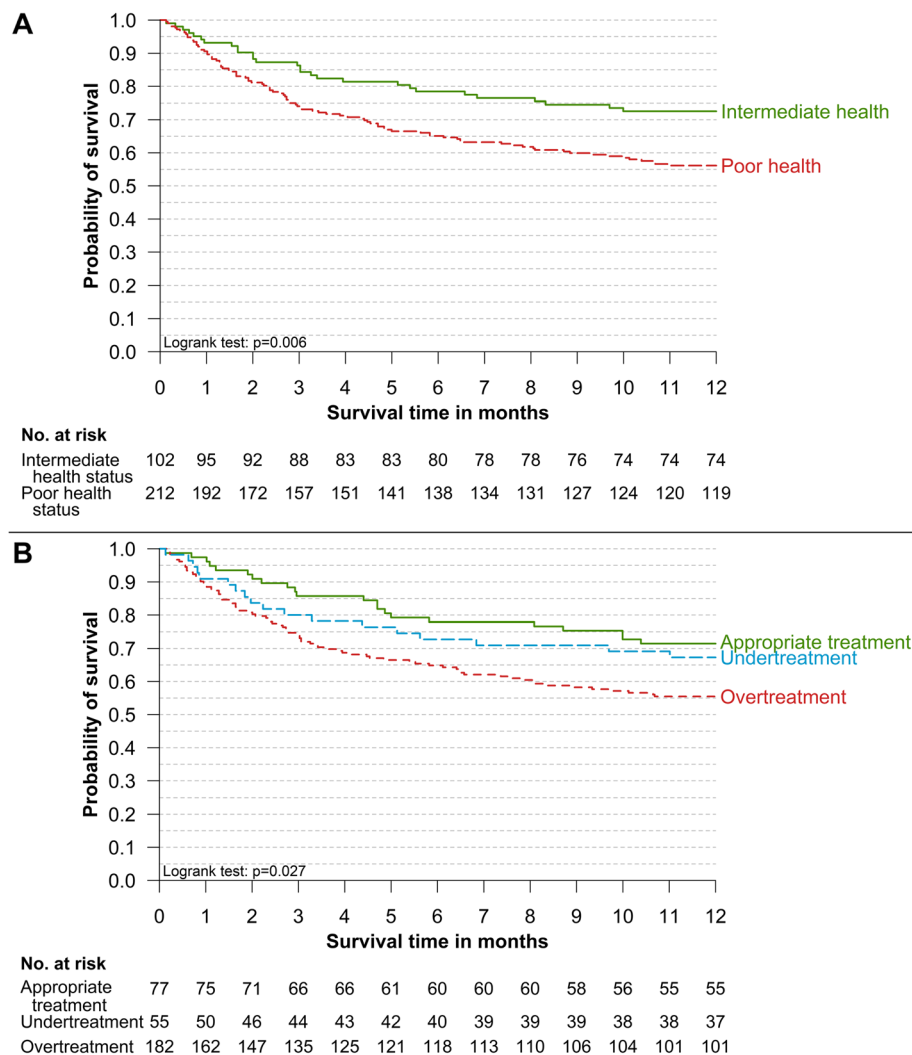 A
1.0
0.9
0.8
0.7
0.6
0.5
0.4
0.3
0.2
0.1
0.0
Probability of survival
Intermediate health
Poor health
Logrank test: p=0.006
0 1 2 3 4 5 6 7 8 9 10 11 12
Survival time in months
No. at risk
Intermediate health status 102 95 92 88 83 83 80 78 78 76 74 74 74
Poor health status 212 192 172 157 151 141 138 134 131 127 124 120 119
B
1.0
0.9
0.8
0.7
0.6
0.5
0.4
0.3
0.2
0.1
0.0
Probability of survival
Appropriate treatment
Undertreatment
Overtreatment
Logrank test: p=0.027
0 1 2 3 4 5 6 7 8 9 10 11 12
Survival time in months
No. at risk
Appropriate treatment 77 75 71 66 66 61 60 60 60 58 56 55 55
Undertreatment 55 50 46 44 43 42 40 39 39 39 38 38 37
Overtreatment 182 162 147 135 125 121 118 113 110 106 104 101 101